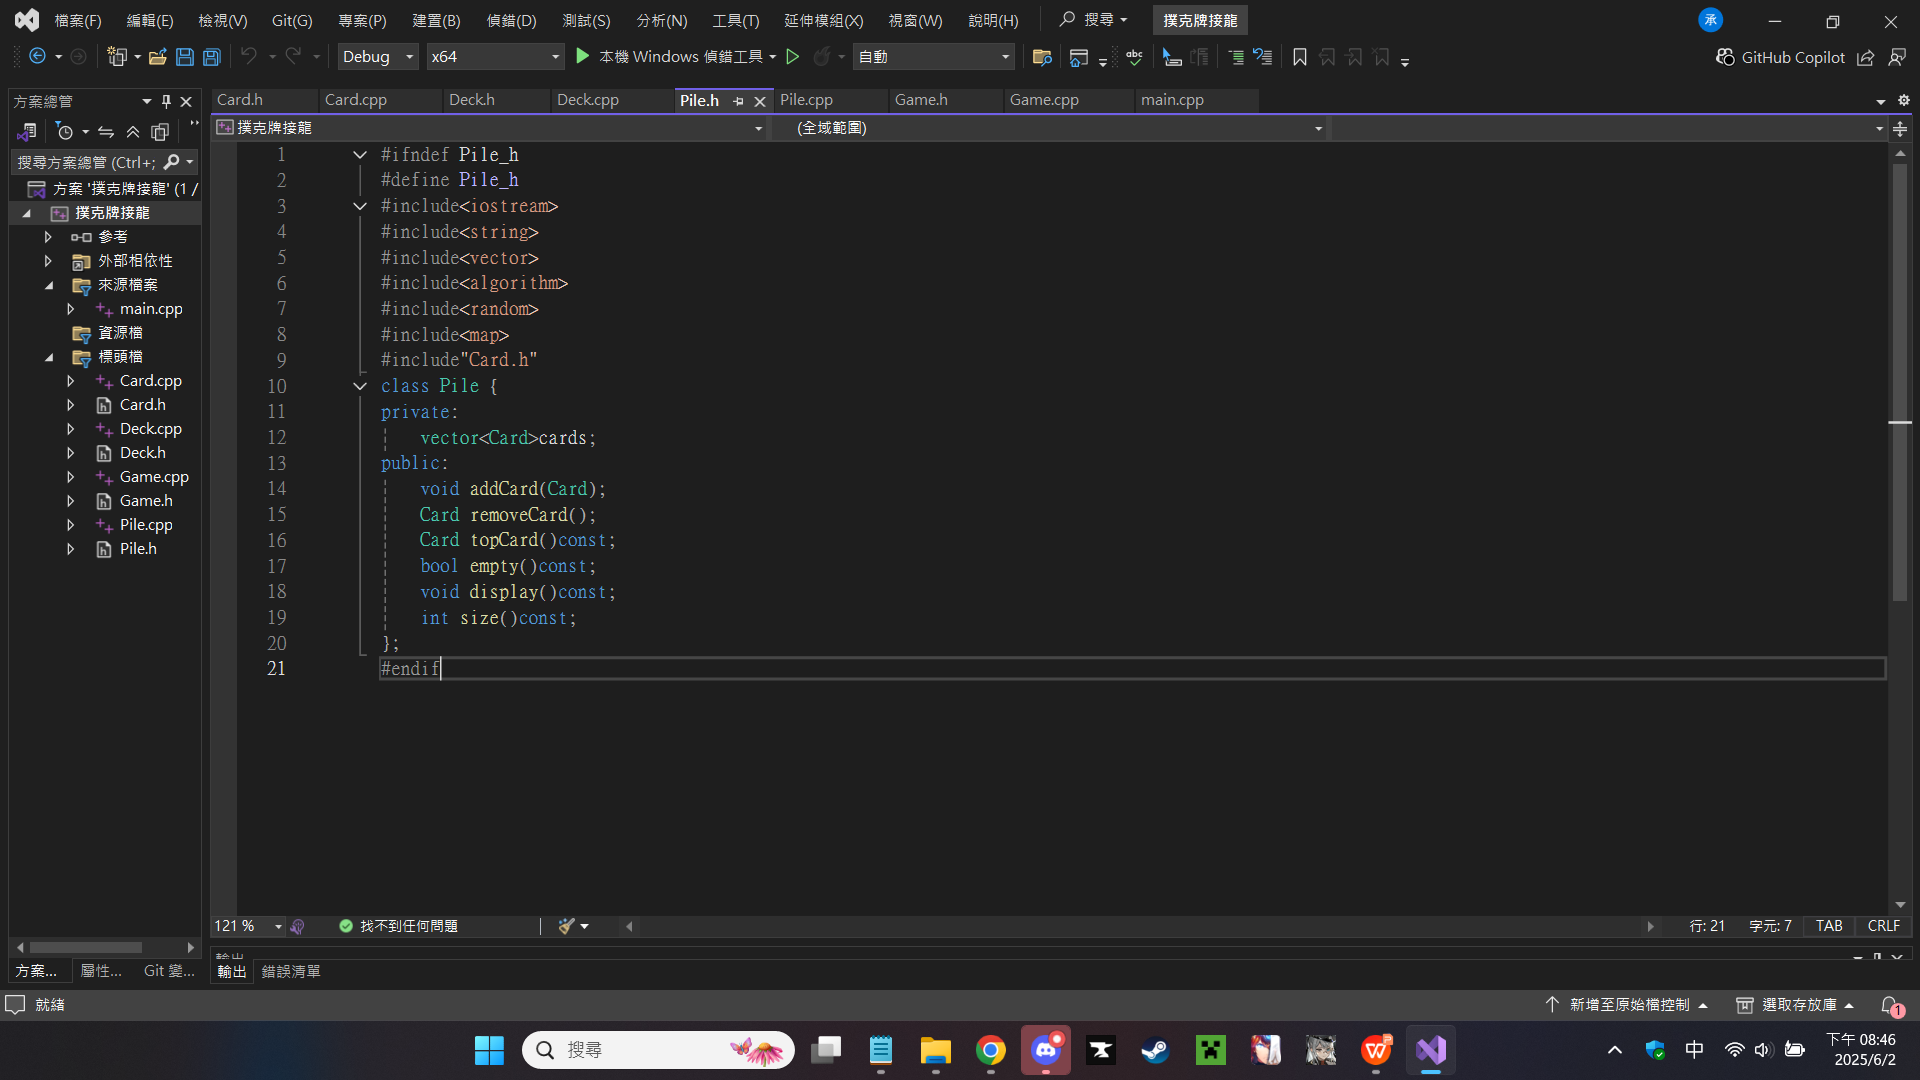 檔案(F) 編輯(E) 檢視(V) Git(G) 專案(P) 建置(B) 偵錯(D) 測試(S) 分析(N) 工具(T) 延伸模組(X) 視窗(W) 說明(H) 搜尋 撲克牌接龍 承
Debug x64 本機 Windows 偵錯工具 自動 abc GitHub Copilot
方案總管
搜尋方案總管 (Ctrl+;
方案 '撲克牌接龍' (1 /
撲克牌接龍
參考
外部相依性
來源檔案
main.cpp
資源檔
標頭檔
Card.cpp
Card.h
Deck.cpp
Deck.h
Game.cpp
Game.h
Pile.cpp
Pile.h
方案... 屬性... Git 變...
Card.h Card.cpp Deck.h Deck.cpp Pile.h Pile.cpp Game.h Game.cpp main.cpp
撲克牌接龍 (全域範圍)
1 #ifndef Pile_h
2 #define Pile_h
3 #include<iostream>
4 #include<string>
5 #include<vector>
6 #include<algorithm>
7 #include<random>
8 #include<map>
9 #include"Card.h"
10 class Pile {
11 private:
12 vector<Card>cards;
13 public:
14 void addCard(Card);
15 Card removeCard();
16 Card topCard()const;
17 bool empty()const;
18 void display()const;
19 int size()const;
20 };
21 #endif
121 % 找不到任何問題 行: 21 字元: 7 TAB CRLF
輸出
輸出 錯誤清單
就緒 新增至原始檔控制 選取存放庫 1
搜尋 中 下午 08:46
2025/6/2